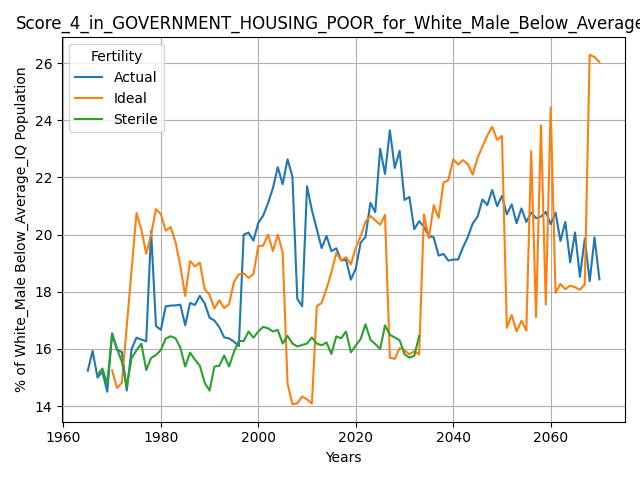 Score_4_in_GOVERNMENT_HOUSING_POOR_for_White_Male_Below_Average
% of White_Male Below_Average_IQ Population
Fertility
Actual
Ideal
Sterile
26
24
22
20
18
16
14
1960
1980
2000
2020
2040
2060
Years